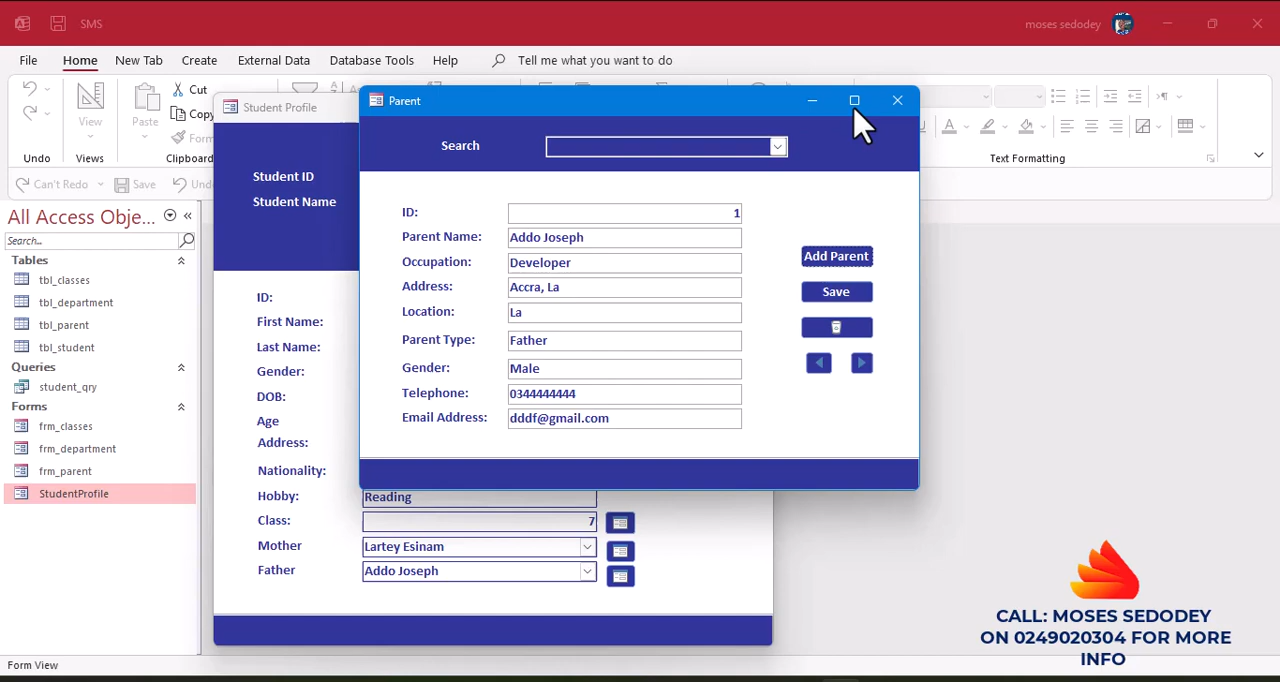 SMS
moses sedodey
File Home New Tab Create External Data Database Tools Help Tell me what you want to do
Cut
Copy
View
Paste
Undo
Views
Clipboard
Text Formatting
Can't Redo
Save
All Access Obje...
Search...
Tables
tbl_classes
tbl_department
tbl_parent
tbl_student
Queries
student_qry
Forms
frm_classes
frm_department
frm_parent
StudentProfile
Student Profile
Student ID
Student Name
ID:
First Name:
Last Name:
Gender:
DOB:
Age
Address:
Nationality:
Hobby: Reading
Class: 7
Mother Lartey Esinam
Father Addo Joseph
Parent
Search
ID: 1
Parent Name: Addo Joseph
Occupation: Developer
Address: Accra, La
Location: La
Parent Type: Father
Gender: Male
Telephone: 0344444444
Email Address: dddf@gmail.com
Add Parent
Save
CALL: MOSES SEDODEY
ON 0249020304 FOR MORE
INFO
Form View